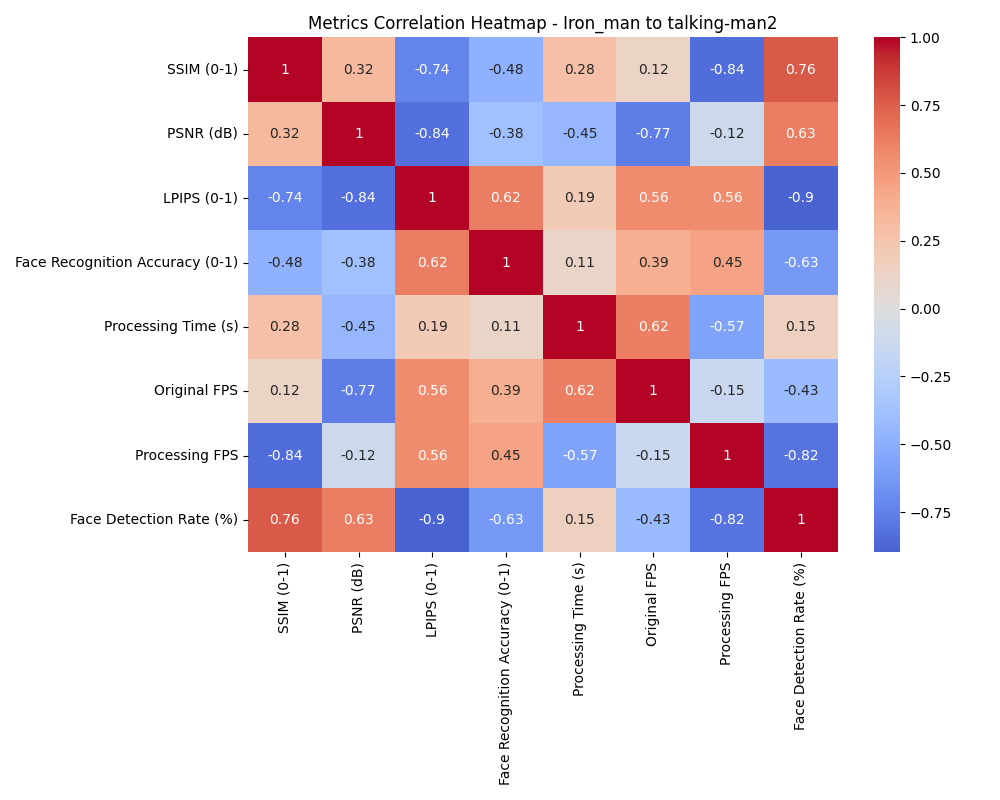 Metrics Correlation Heatmap - Iron_man to talking-man2
SSIM (0-1) 1 0.32 -0.74 -0.48 0.28 0.12 -0.84 0.76
PSNR (dB) 0.32 1 -0.84 -0.38 -0.45 -0.77 -0.12 0.63
LPIPS (0-1) -0.74 -0.84 1 0.62 0.19 0.56 0.56 -0.9
Face Recognition Accuracy (0-1) -0.48 -0.38 0.62 1 0.11 0.39 0.45 -0.63
Processing Time (s) 0.28 -0.45 0.19 0.11 1 0.62 -0.57 0.15
Original FPS 0.12 -0.77 0.56 0.39 0.62 1 -0.15 -0.43
Processing FPS -0.84 -0.12 0.56 0.45 -0.57 -0.15 1 -0.82
Face Detection Rate (%) 0.76 0.63 -0.9 -0.63 0.15 -0.43 -0.82 1
SSIM (0-1)
PSNR (dB)
LPIPS (0-1)
Face Recognition Accuracy (0-1)
Processing Time (s)
Original FPS
Processing FPS
Face Detection Rate (%)
1.00
0.75
0.50
0.25
0.00
−0.25
−0.50
−0.75